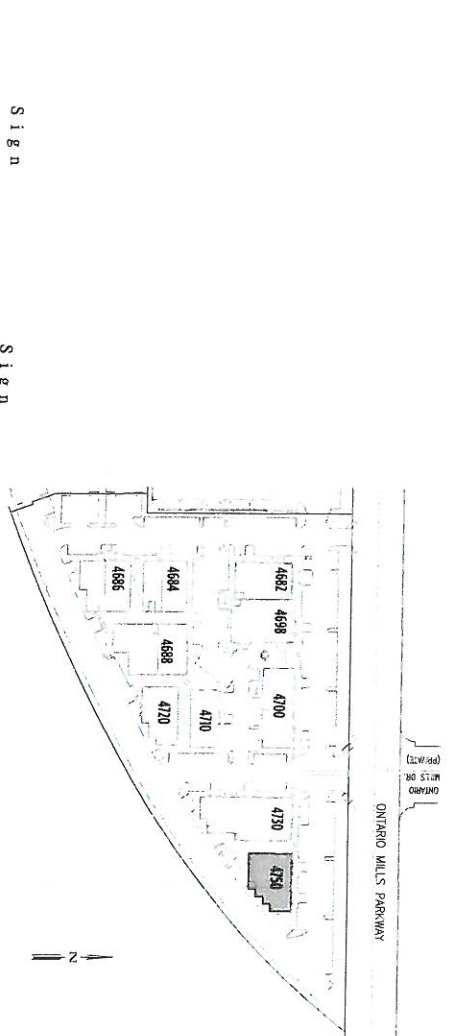 Sign
Sign
ONTARIO
MILLS DR.
(PRIVATE)
ONTARIO MILLS PARKWAY
4682
4698
4700
4730
4750
4684
4686
4688
4710
4720
N